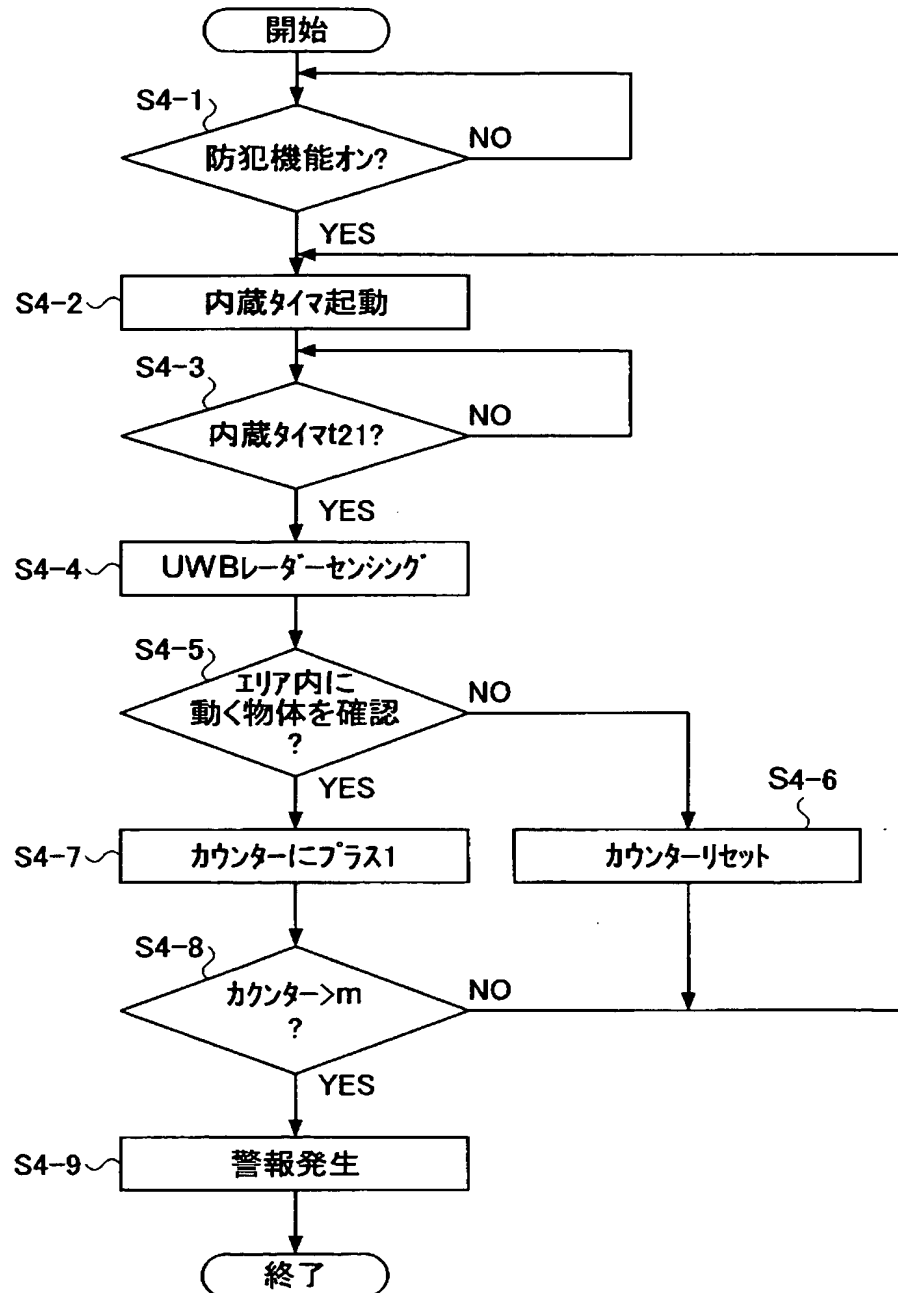 開始
S4-1
防犯機能オン?
NO
YES
S4-2
内蔵タイマ起動
S4-3
内蔵タイマt21?
NO
YES
S4-4
UWBレーダーセンシング
S4-5
エリア内に
動く物体を確認
?
NO
YES
S4-6
カウンターリセット
S4-7
カウンターにプラス1
S4-8
カクンター>m
?
NO
YES
S4-9
警報発生
終了